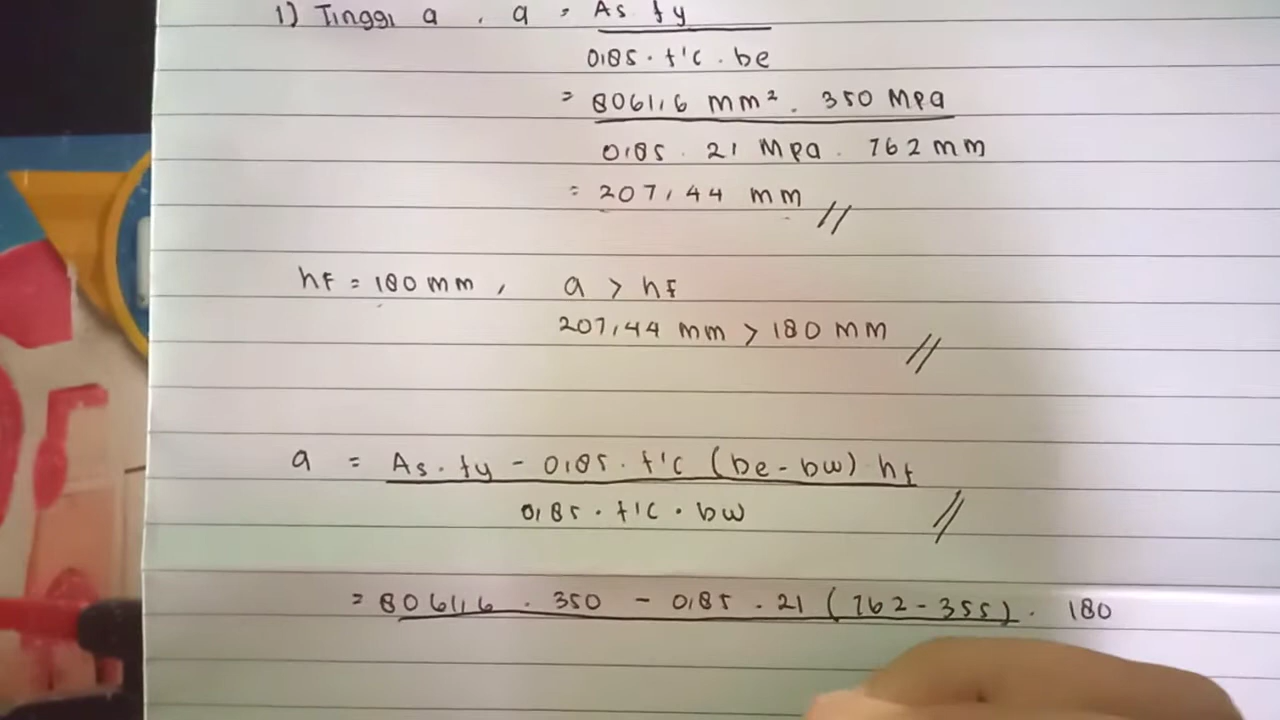 1) Tinggi a , a = As fy
0,85 . f'c . be
= 8061,6 mm² . 350 Mpa
0,85 . 21 Mpa . 762 mm
= 207,44 mm //
hf = 180 mm , a > hf
207,44 mm > 180 mm //
a = As . fy - 0,85 . f'c (be - bw) hf
0,85 . f'c . bw //
= 8061,6 . 350 - 0,85 . 21 (762 - 355) . 180